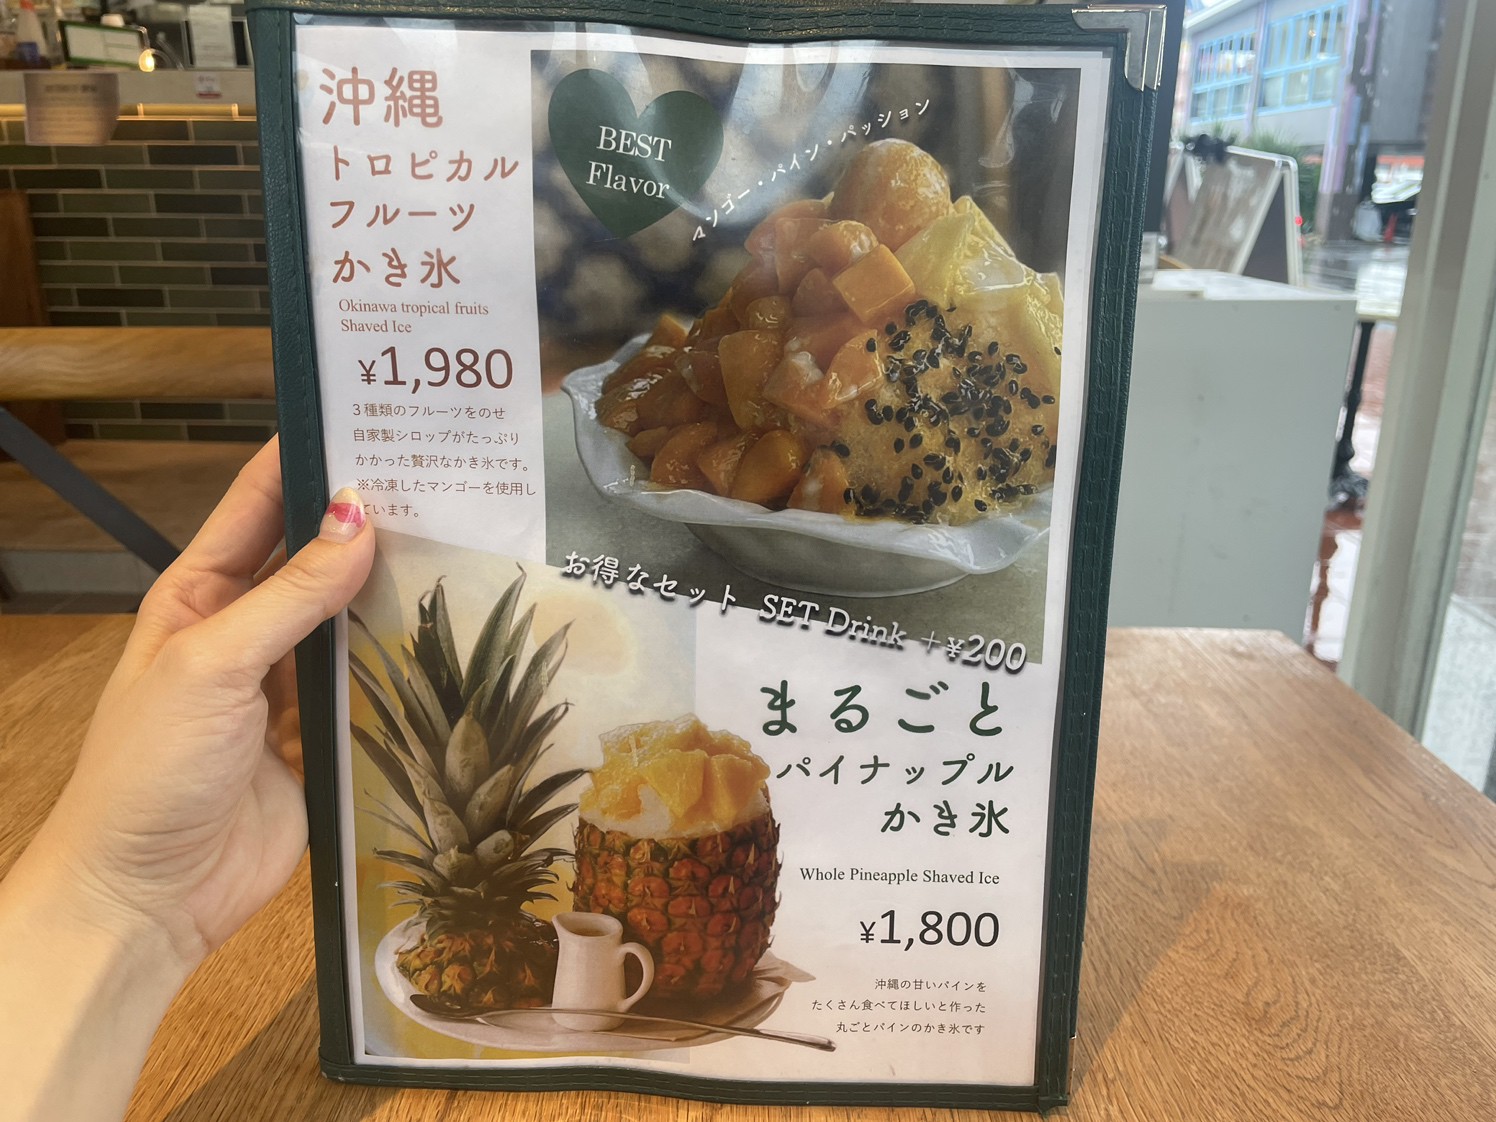 沖縄
トロピカル
フルーツ
かき氷
Okinawa tropical fruits
Shaved Ice
¥1,980
3種類のフルーツをのせ
自家製シロップがたっぷり
かかった贅沢なかき氷です。
※冷凍したマンゴーを使用し
ています。
BEST
Flavor
マンゴー・パイン・パッション
お得なセット SET Drink +¥200
まるごと
パイナップル
かき氷
Whole Pineapple Shaved Ice
¥1,800
沖縄の甘いパインを
たくさん食べてほしいと作った
丸ごとパインのかき氷です